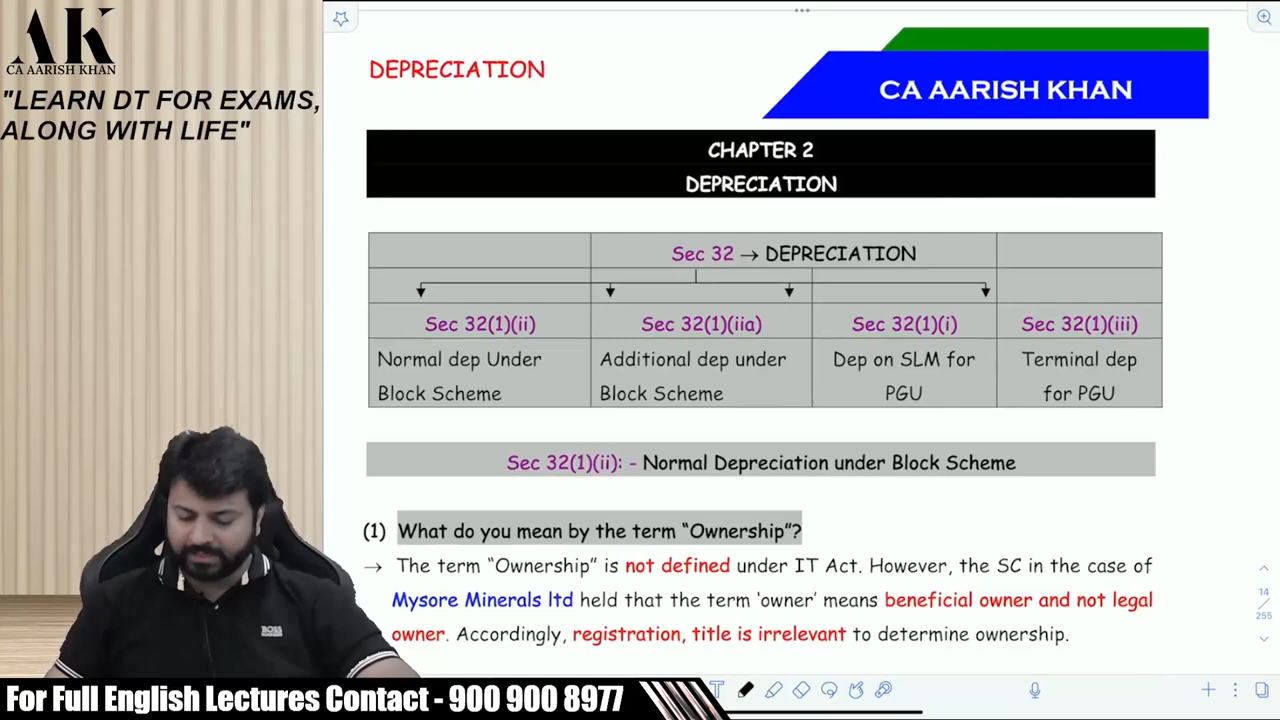 AK
CA AARISH KHAN
"LEARN DT FOR EXAMS,
ALONG WITH LIFE"
DEPRECIATION
CA AARISH KHAN
CHAPTER 2
DEPRECIATION
Sec 32 → DEPRECIATION
Sec 32(1)(ii) Sec 32(1)(iia) Sec 32(1)(i) Sec 32(1)(iii)
Normal dep Under Additional dep under Dep on SLM for Terminal dep
Block Scheme Block Scheme PGU for PGU
Sec 32(1)(ii): - Normal Depreciation under Block Scheme
(1) What do you mean by the term “Ownership”?
→ The term “Ownership” is not defined under IT Act. However, the SC in the case of
Mysore Minerals ltd held that the term ‘owner’ means beneficial owner and not legal
owner. Accordingly, registration, title is irrelevant to determine ownership.
14
255
BOSS
For Full English Lectures Contact - 900 900 8977